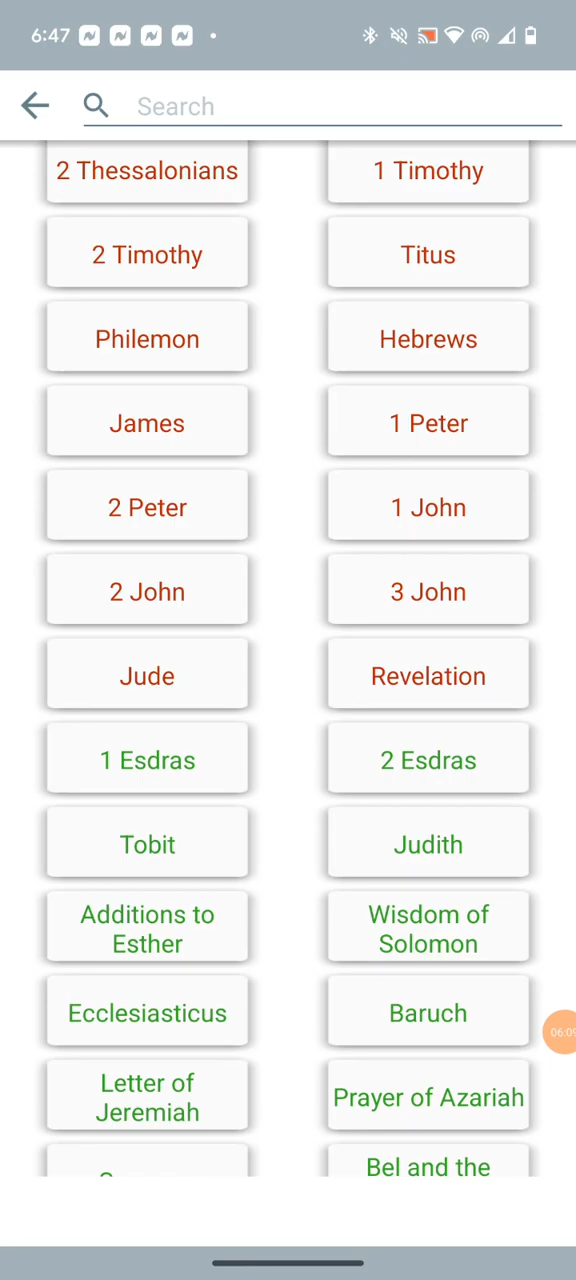 6:47
Search
2 Thessalonians
1 Timothy
2 Timothy
Titus
Philemon
Hebrews
James
1 Peter
2 Peter
1 John
2 John
3 John
Jude
Revelation
1 Esdras
2 Esdras
Tobit
Judith
Additions to
Esther
Wisdom of
Solomon
Ecclesiasticus
Baruch
Letter of
Jeremiah
Prayer of Azariah
Bel and the